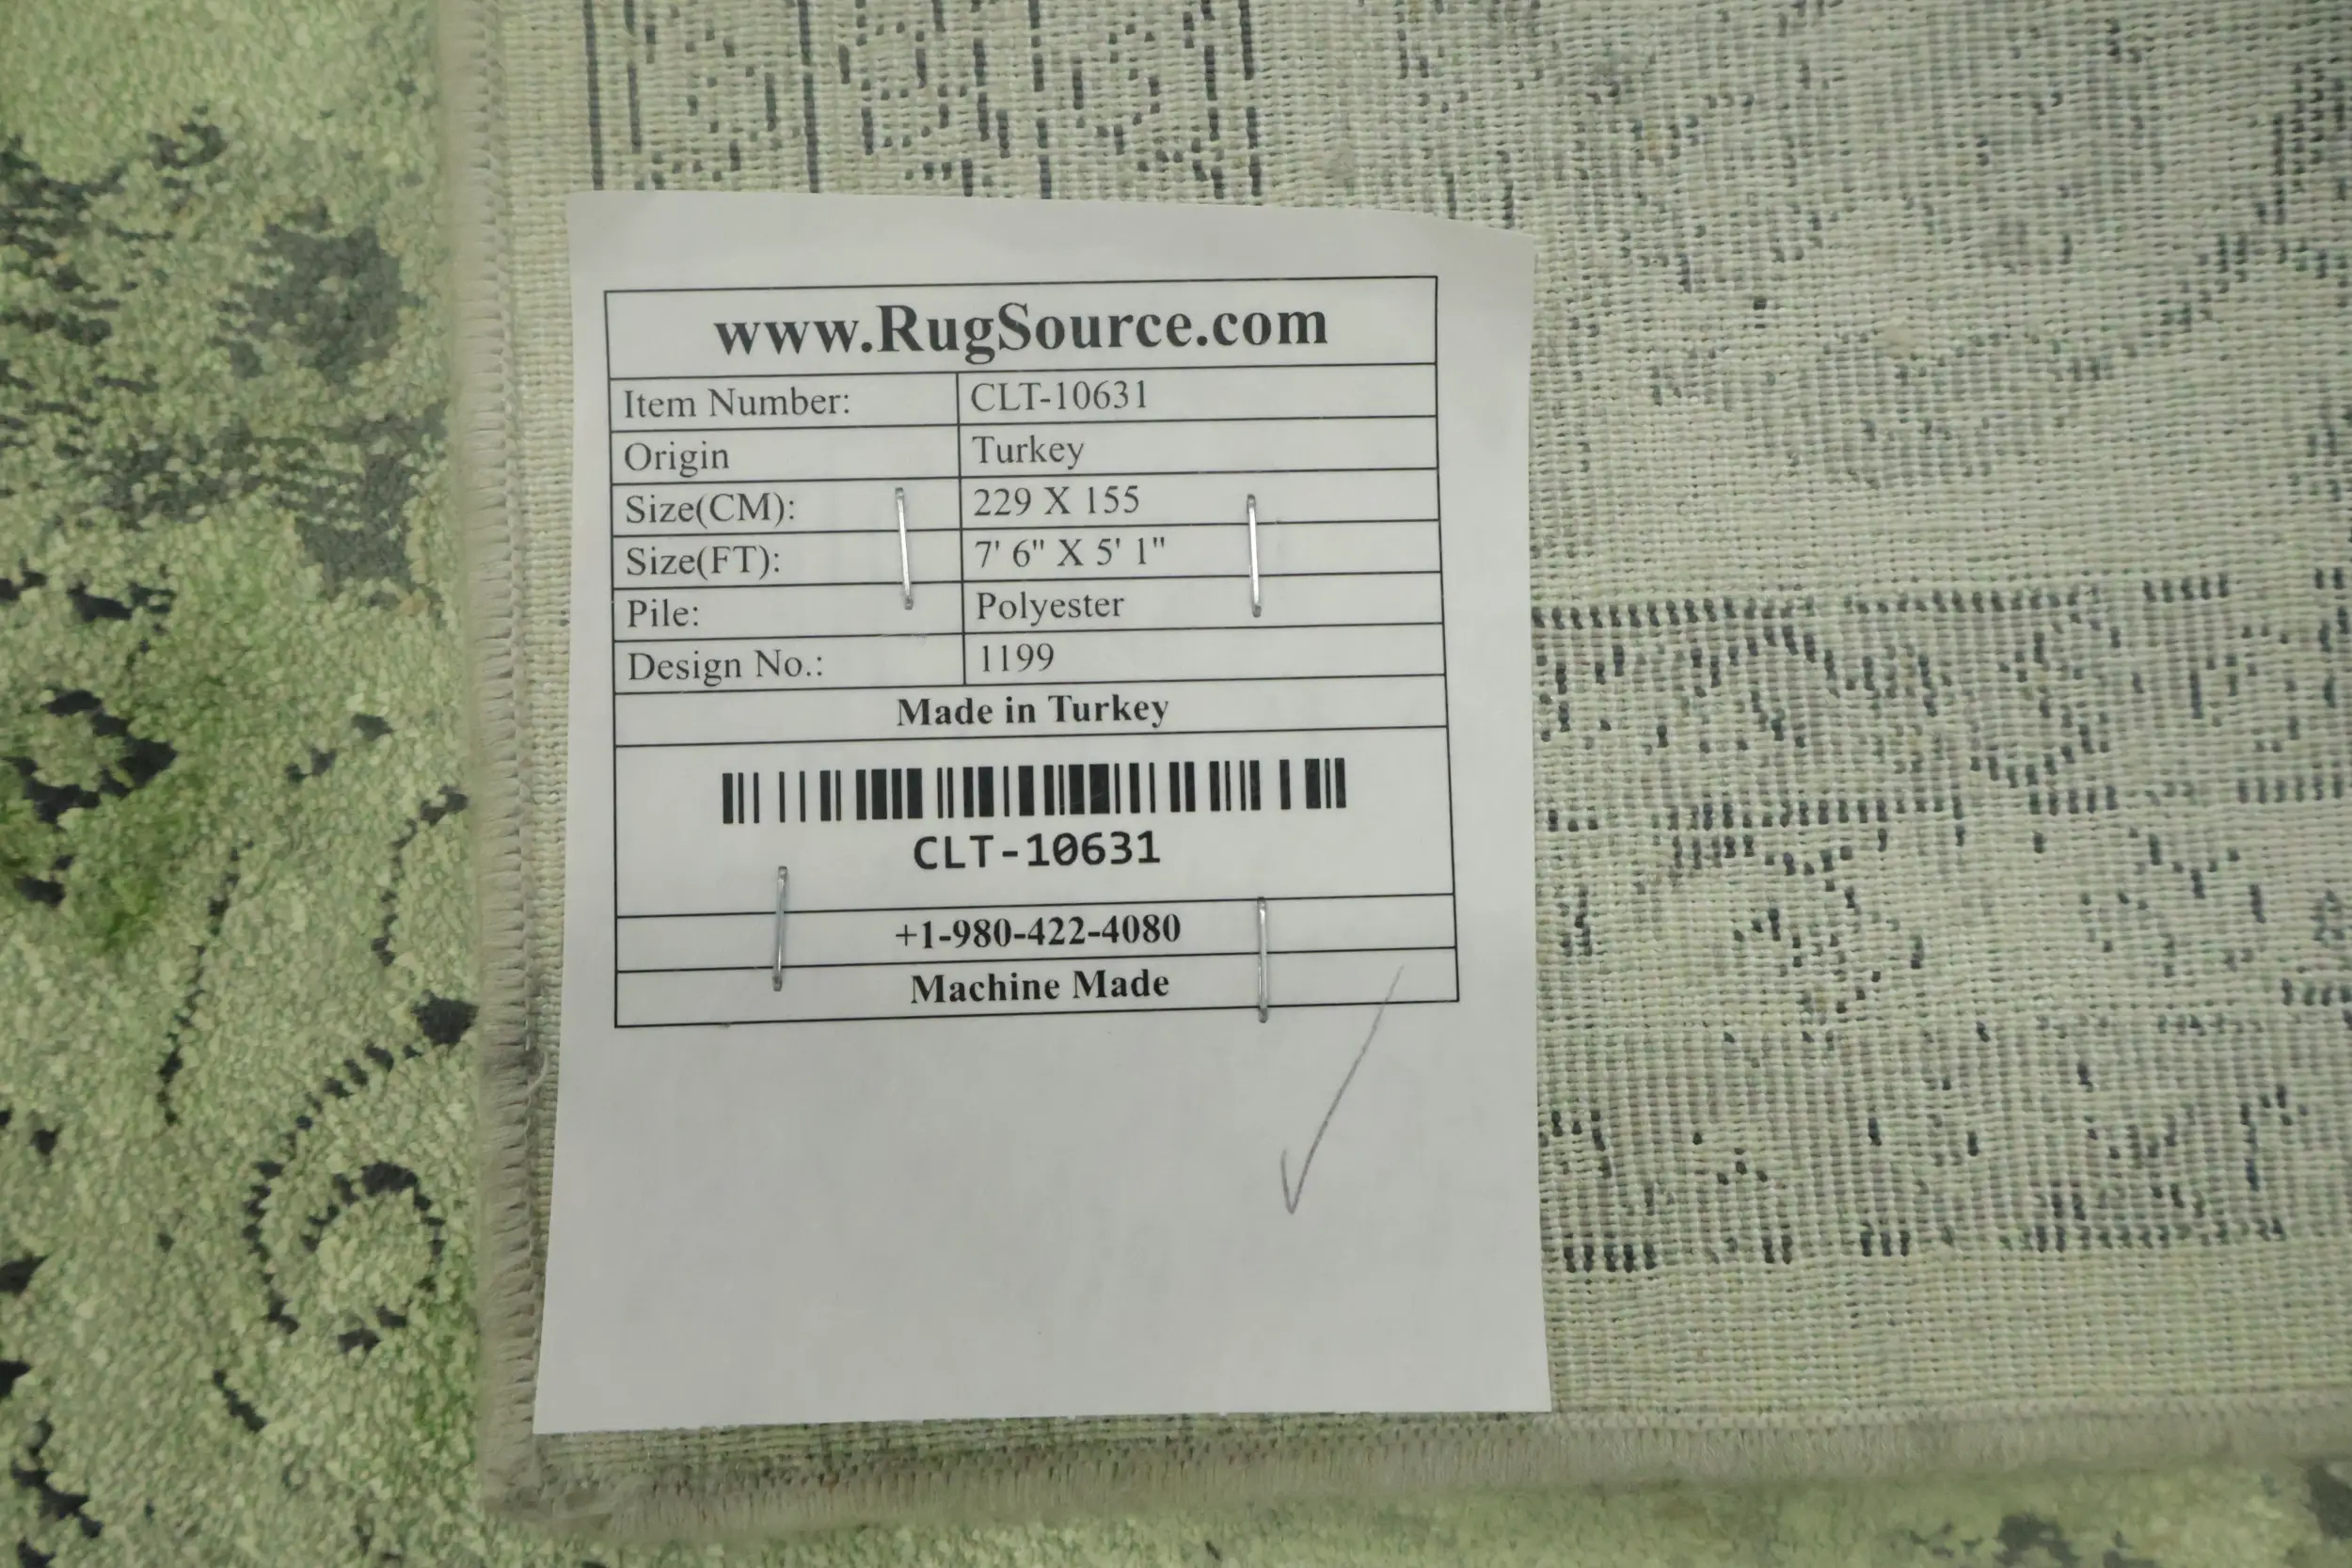 www.RugSource.com
Item Number: CLT-10631
Origin Turkey
Size(CM): 229 X 155
Size(FT): 7' 6" X 5' 1"
Pile: Polyester
Design No.: 1199
Made in Turkey
CLT-10631
+1-980-422-4080
Machine Made